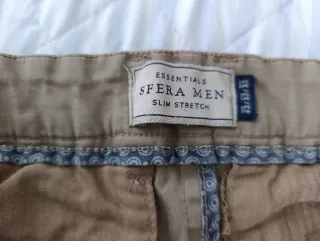 ESSENTIALS
SFERA MEN
SLIM STRETCH